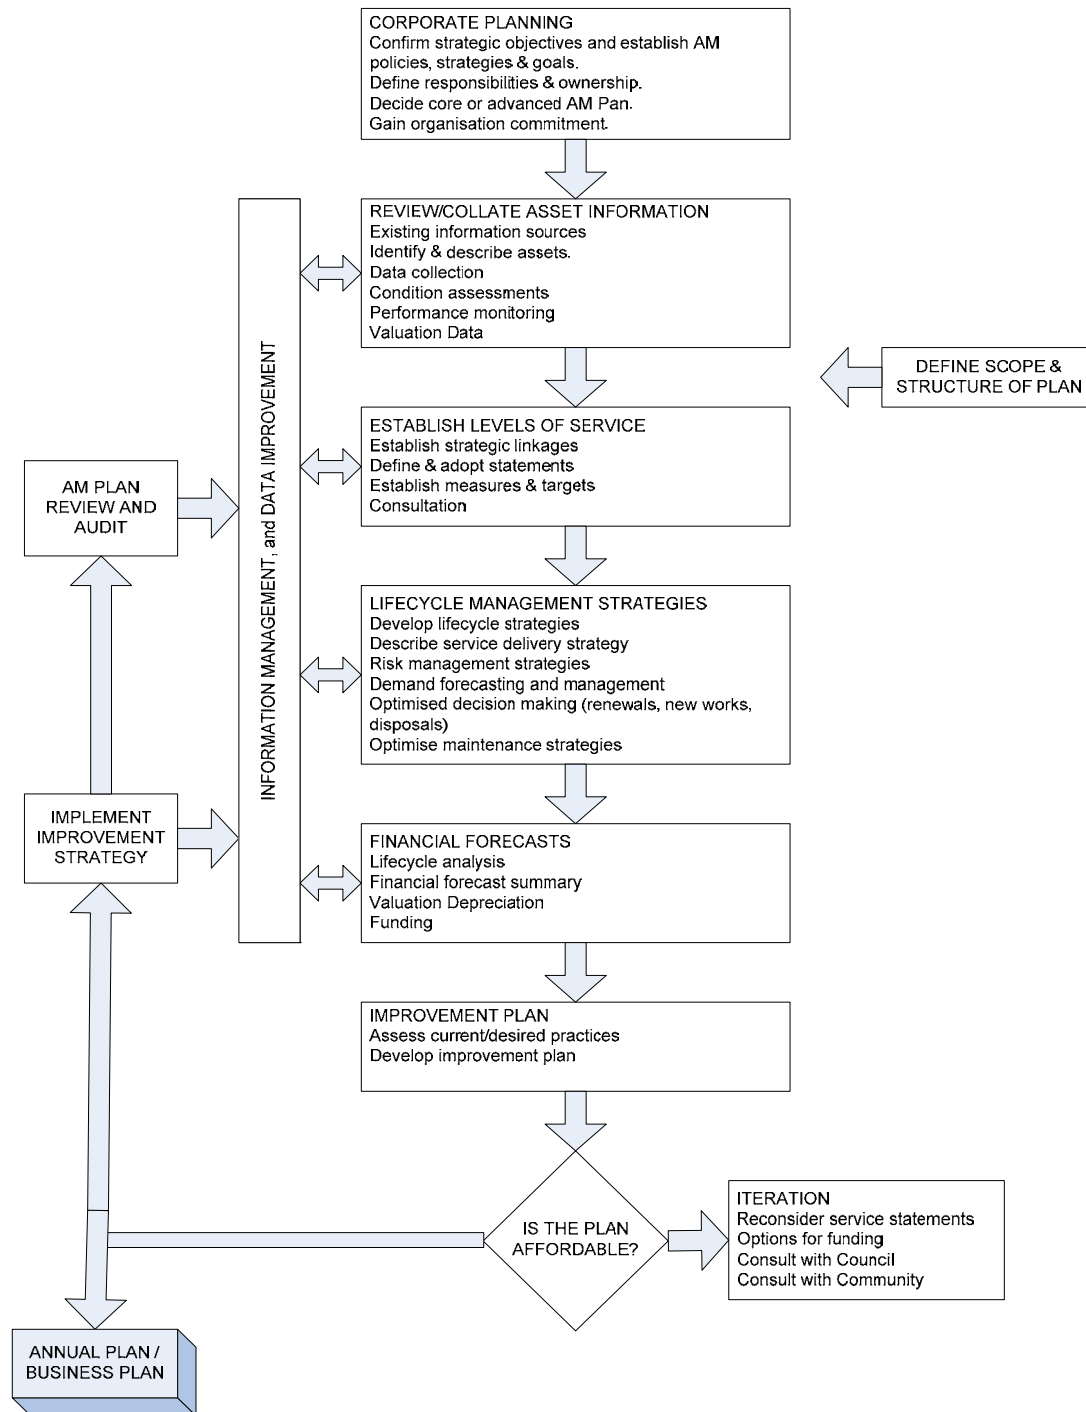 CORPORATE PLANNING
Confirm strategic objectives and establish AM
policies, strategies & goals.
Define responsibilities & ownership.
Decide core or advanced AM Pan.
Gain organisation commitment.
REVIEW/COLLATE ASSET INFORMATION
Existing information sources
Identify & describe assets.
Data collection
Condition assessments
Performance monitoring
Valuation Data
DEFINE SCOPE &
STRUCTURE OF PLAN
INFORMATION MANAGEMENT, and DATA IMPROVEMENT
ESTABLISH LEVELS OF SERVICE
Establish strategic linkages
Define & adopt statements
Establish measures & targets
Consultation
AM PLAN
REVIEW AND
AUDIT
LIFECYCLE MANAGEMENT STRATEGIES
Develop lifecycle strategies
Describe service delivery strategy
Risk management strategies
Demand forecasting and management
Optimised decision making (renewals, new works,
disposals)
Optimise maintenance strategies
IMPLEMENT
IMPROVEMENT
STRATEGY
FINANCIAL FORECASTS
Lifecycle analysis
Financial forecast summary
Valuation Depreciation
Funding
IMPROVEMENT PLAN
Assess current/desired practices
Develop improvement plan
IS THE PLAN
AFFORDABLE?
ITERATION
Reconsider service statements
Options for funding
Consult with Council
Consult with Community
ANNUAL PLAN /
BUSINESS PLAN